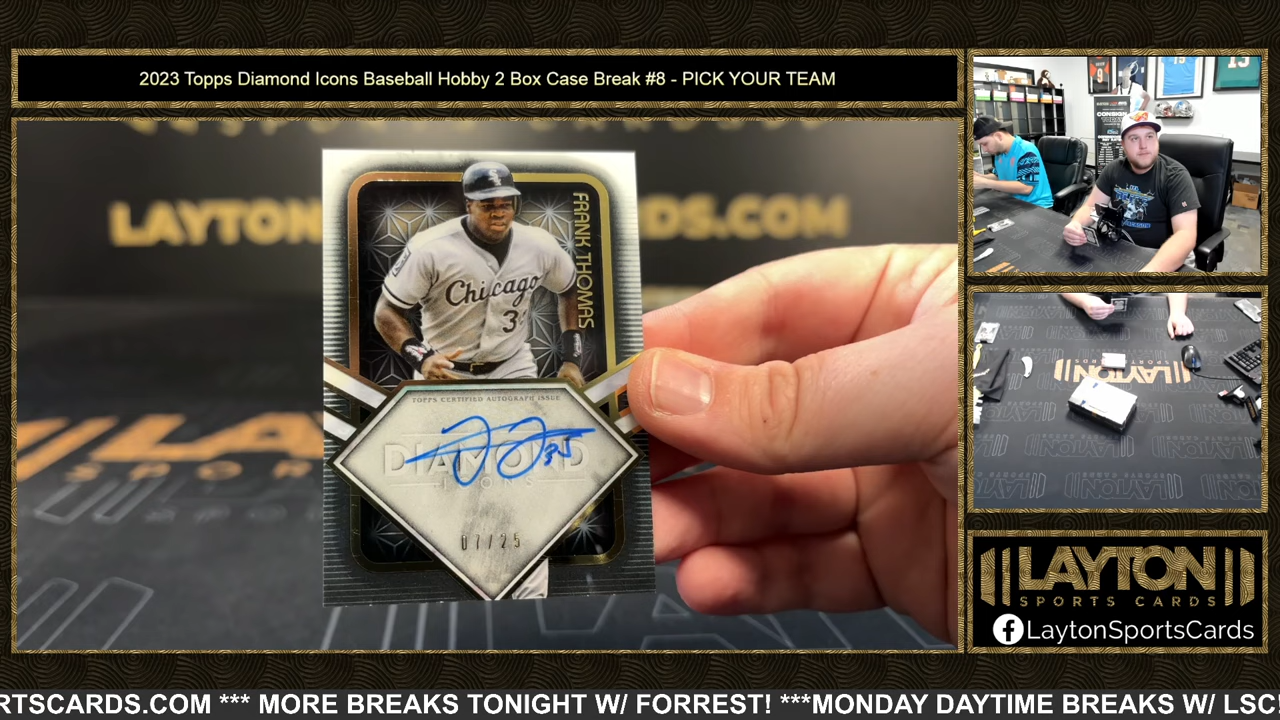 2023 Topps Diamond Icons Baseball Hobby 2 Box Case Break #8 - PICK YOUR TEAM
FRANK THOMAS
Chicago
TOPPS CERTIFIED AUTOGRAPH ISSUE
DIAMOND
ICONS
07/25
LAYTON
SPORTS CARDS
LaytonSportsCards
RTSCARDS.COM *** MORE BREAKS TONIGHT W/ FORREST! ***MONDAY DAYTIME BREAKS W/ LSC